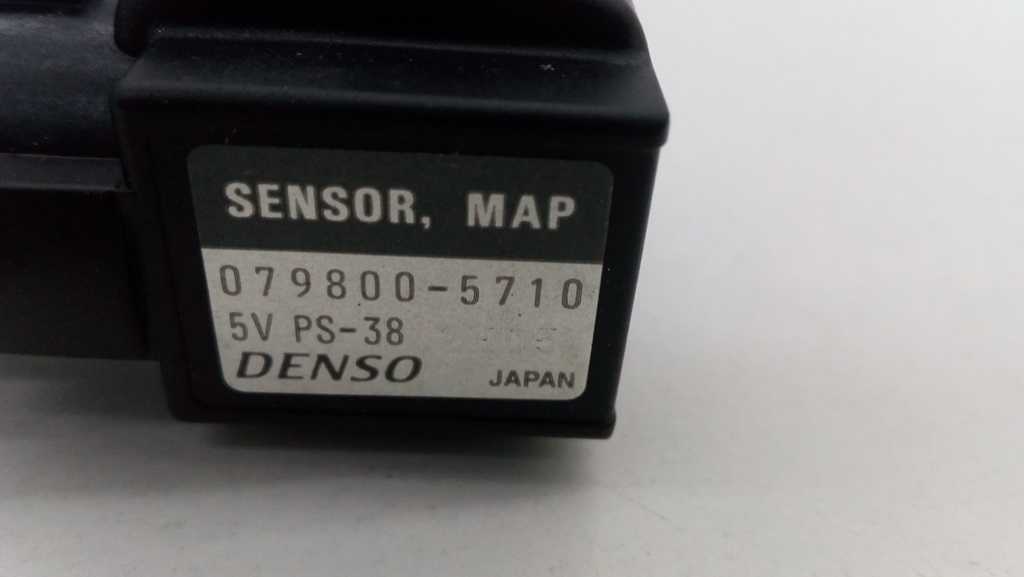 SENSOR, MAP
079800-5710
5V PS-38
DENSO JAPAN